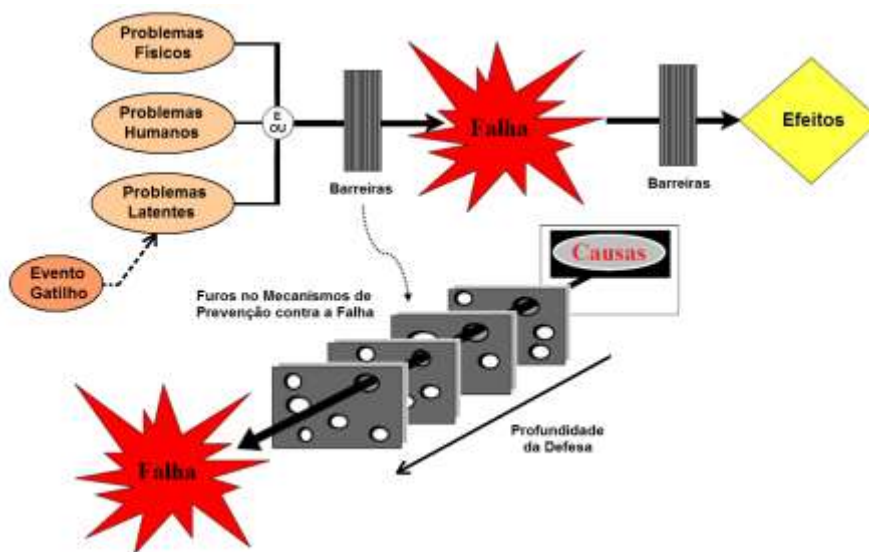 Problemas
Físicos
Problemas
Humanos
Problemas
Latentes
Evento
Gatilho
E
OU
Barreiras
Falha
Barreiras
Efeitos
Causas
Furos no Mecanismos de
Prevenção contra a Falha
Profundidade
da Defesa
Falha